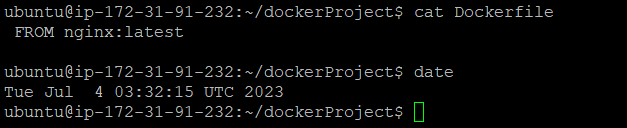 ubuntu@ip-172-31-91-232:~/dockerProject$ cat Dockerfile
 FROM nginx:latest

ubuntu@ip-172-31-91-232:~/dockerProject$ date
Tue Jul  4 03:32:15 UTC 2023
ubuntu@ip-172-31-91-232:~/dockerProject$